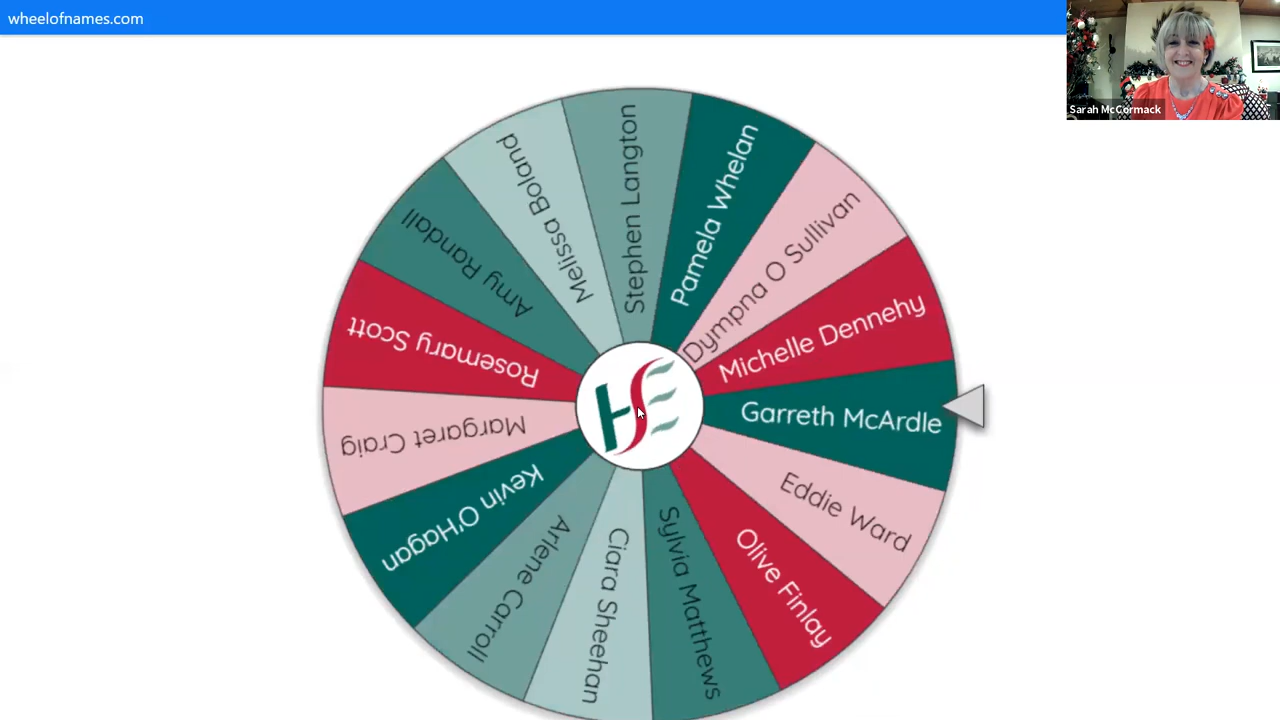 wheelofnames.com
Sarah McCormack
Stephen Langton
Pamela Whelan
Dympna O Sullivan
Michelle Dennehy
Garreth McArdle
Eddie Ward
Olive Finlay
Sylvia Matthews
Ciara Sheehan
Arlene Carroll
Kevin O'Hagan
Margaret Craig
Rosemary Scott
Amy Randall
Melissa Boland
HSE